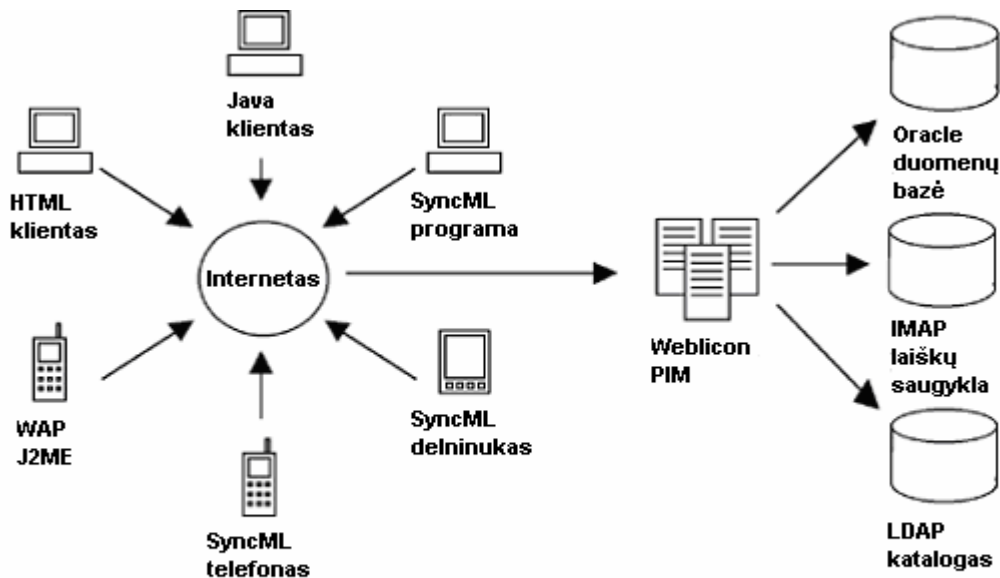 Java
klientas
HTML
klientas
SyncML
programa
Internetas
WAP
J2ME
SyncML
telefonas
SyncML
delninukas
Weblicon
PIM
Oracle
duomenų
bazė
IMAP
laiškų
saugykla
LDAP
katalogas